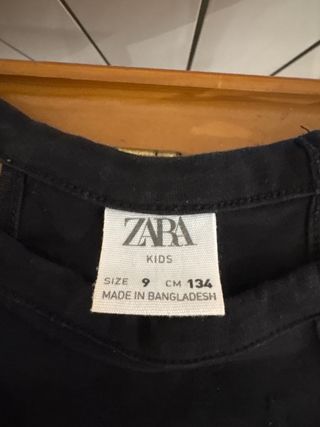 ZARA
KIDS
SIZE 9 CM 134
MADE IN BANGLADESH